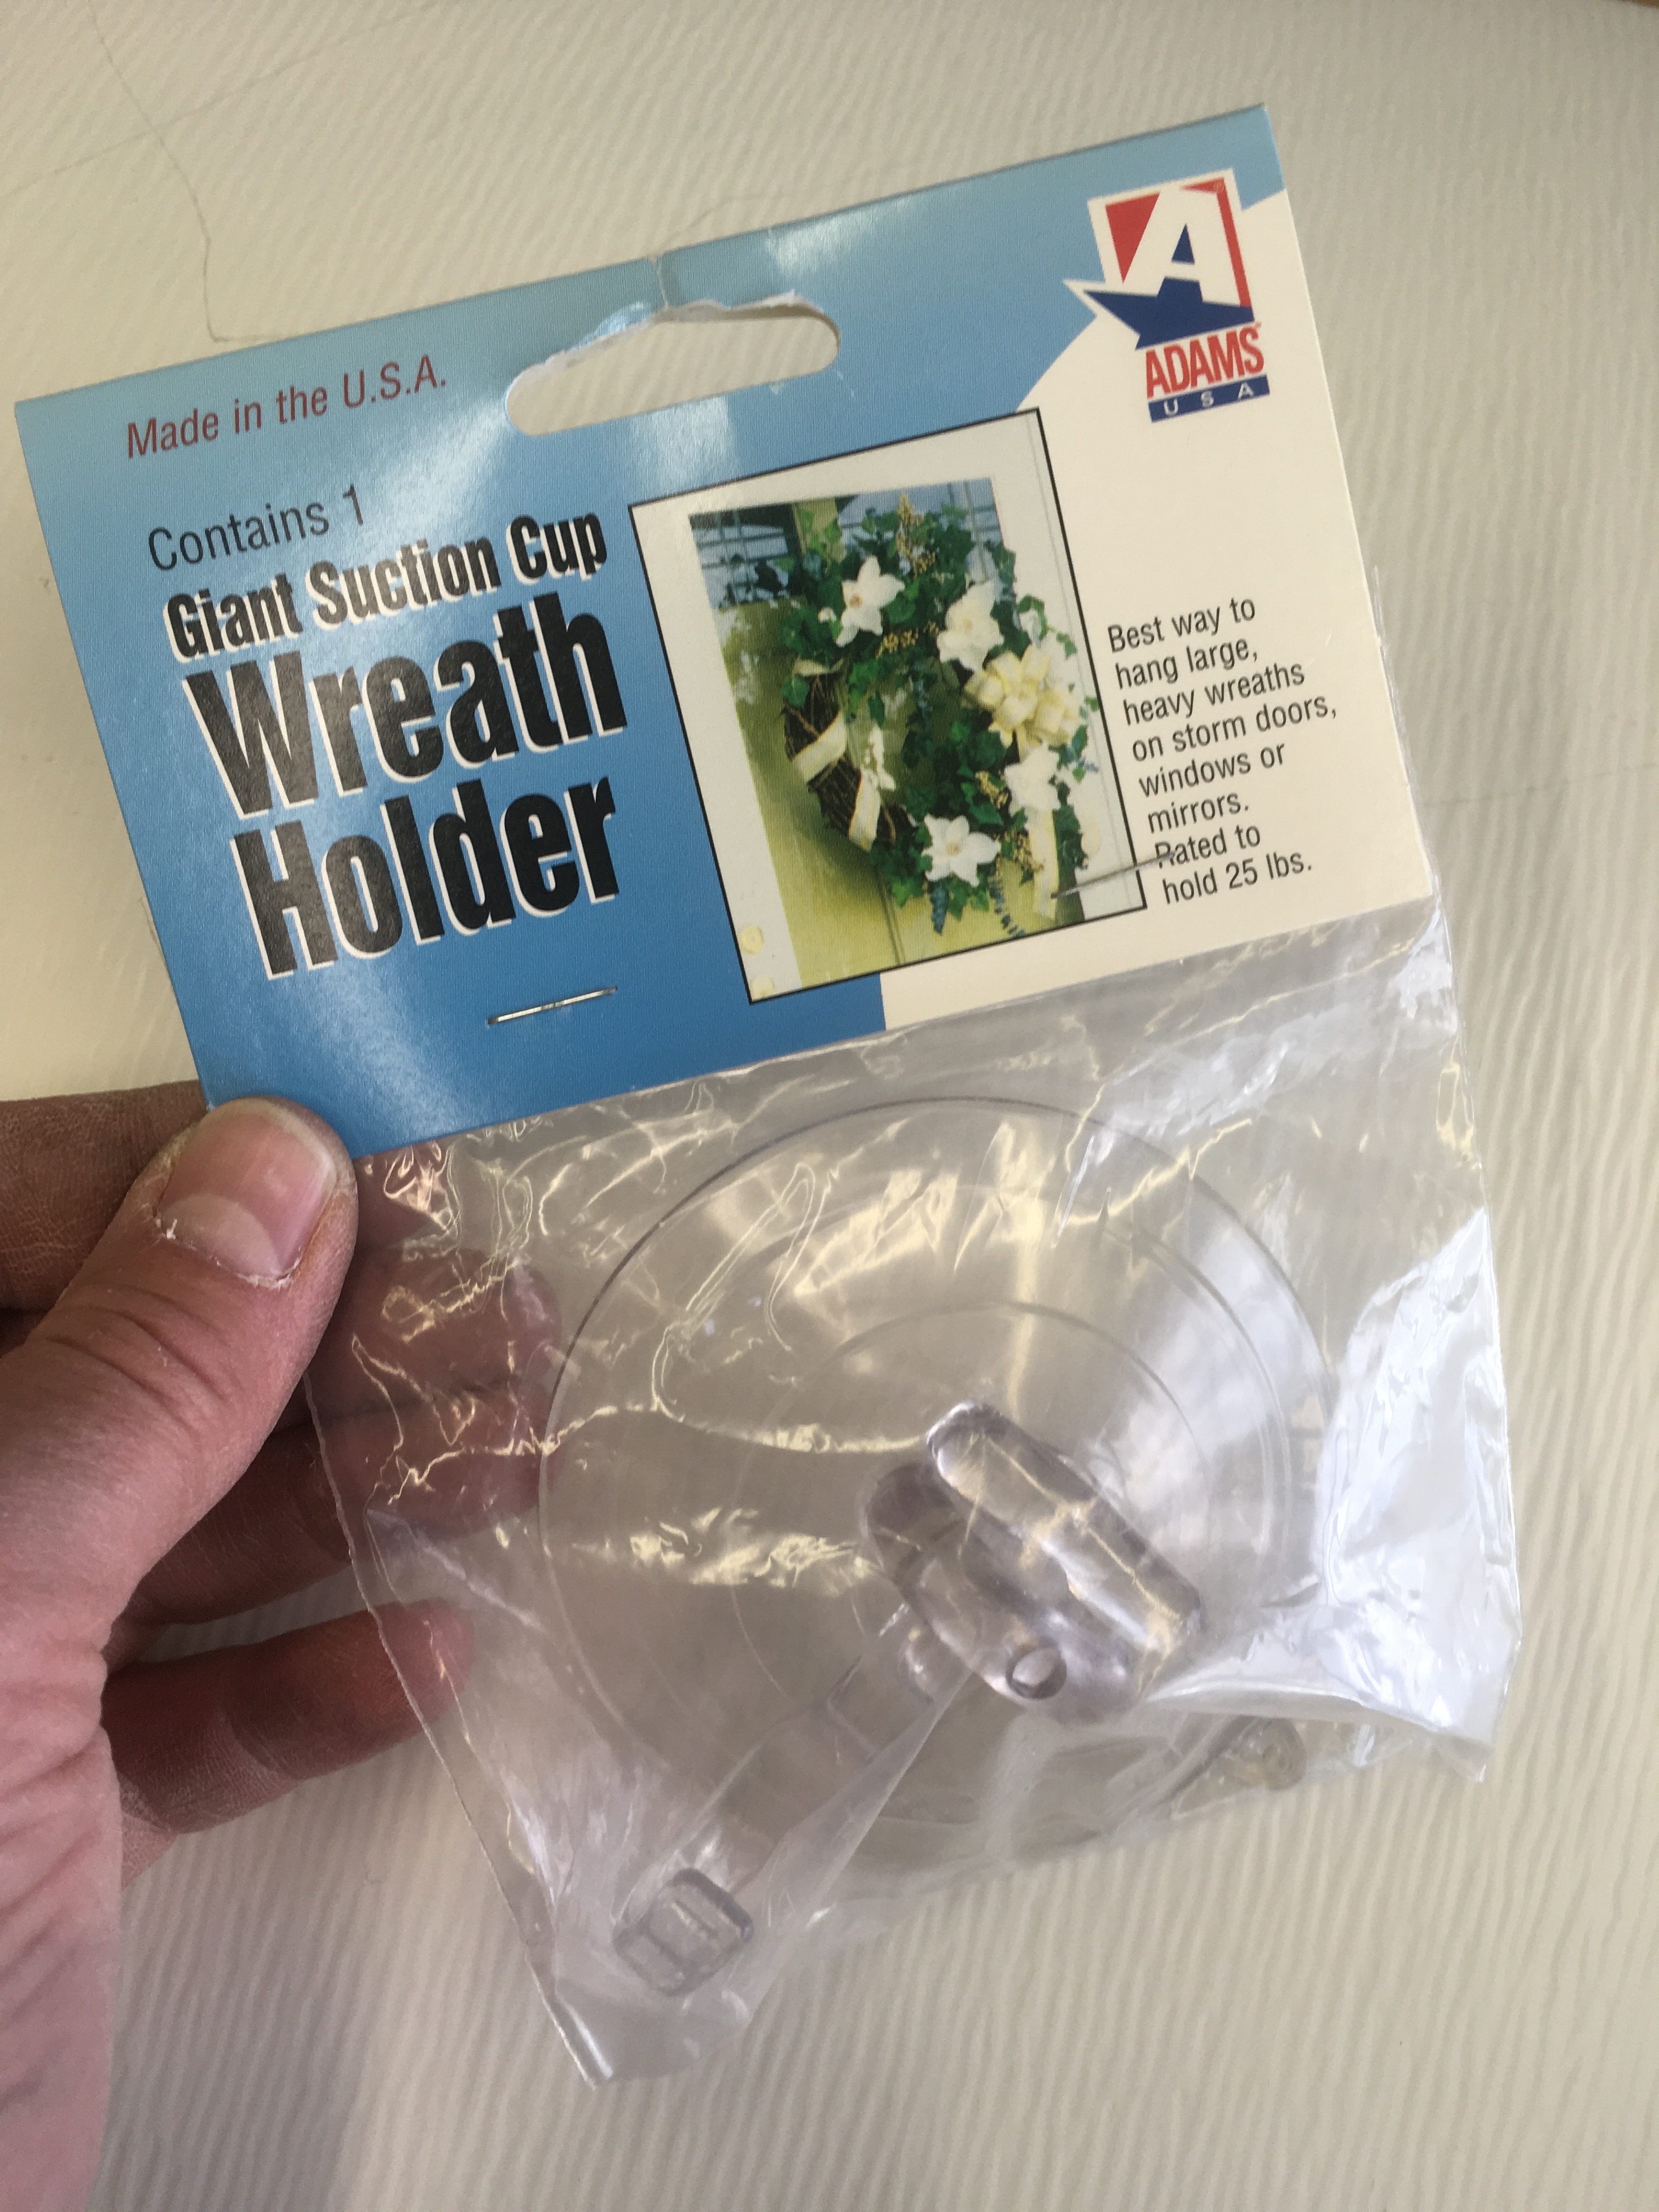 Made in the U.S.A.
Contains 1
Giant Suction Cup
Wreath
Holder
A
ADAMS
USA
Best way to
hang large,
heavy wreaths
on storm doors,
windows or
mirrors.
Rated to
hold 25 lbs.